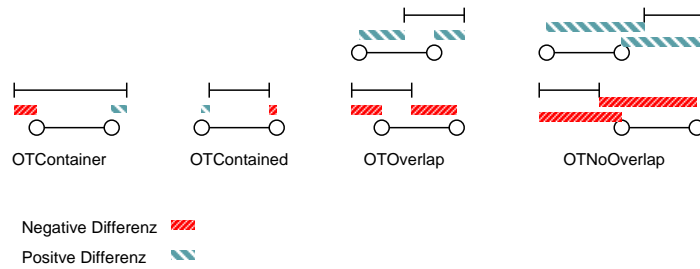 OTContainer
OTContained
OTOverlap
OTNoOverlap
Negative Differenz
Positve Differenz